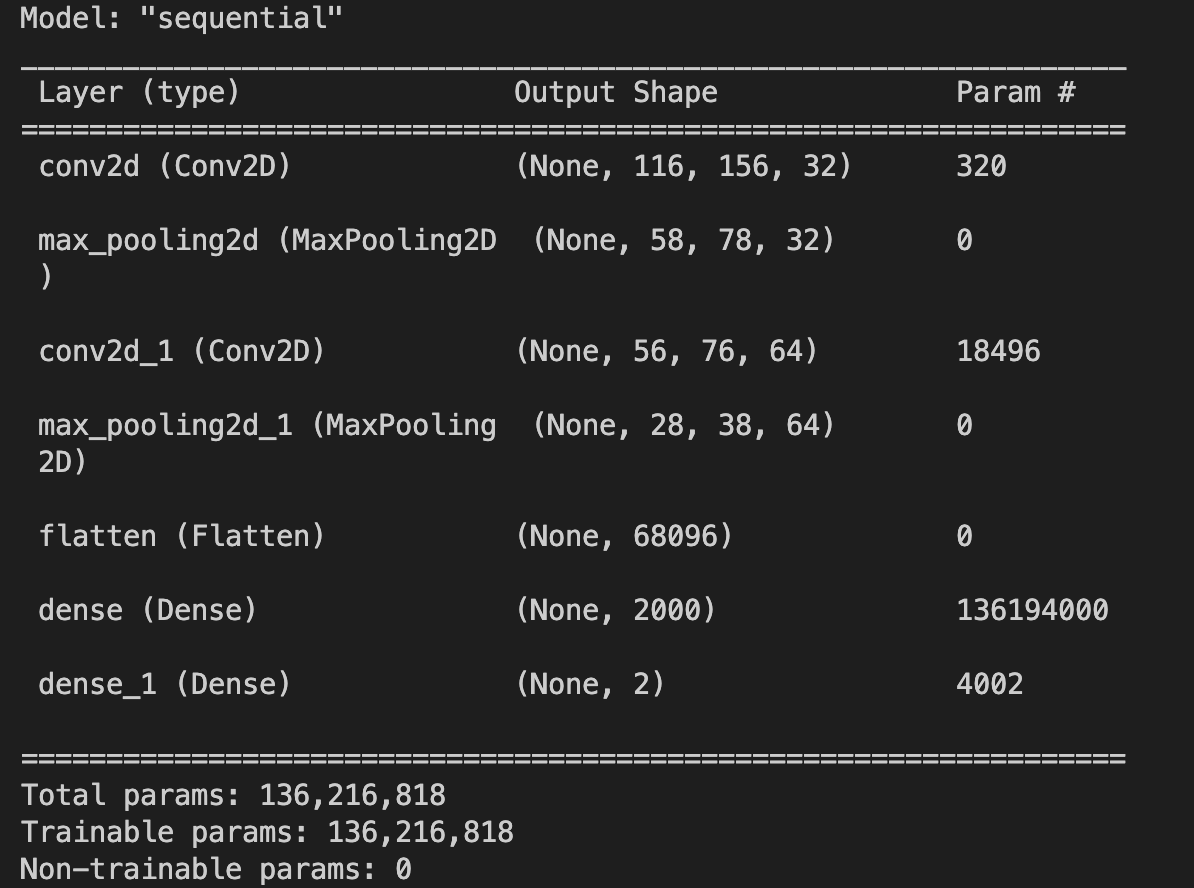 Model: "sequential"
_________________________________________________________________
Layer (type)                Output Shape              Param #
=================================================================
conv2d (Conv2D)             (None, 116, 156, 32)      320
max_pooling2d (MaxPooling2D  (None, 58, 78, 32)       0
)
conv2d_1 (Conv2D)           (None, 56, 76, 64)        18496
max_pooling2d_1 (MaxPooling  (None, 28, 38, 64)       0
2D)
flatten (Flatten)           (None, 68096)             0
dense (Dense)               (None, 2000)              136194000
dense_1 (Dense)             (None, 2)                 4002
=================================================================
Total params: 136,216,818
Trainable params: 136,216,818
Non-trainable params: 0